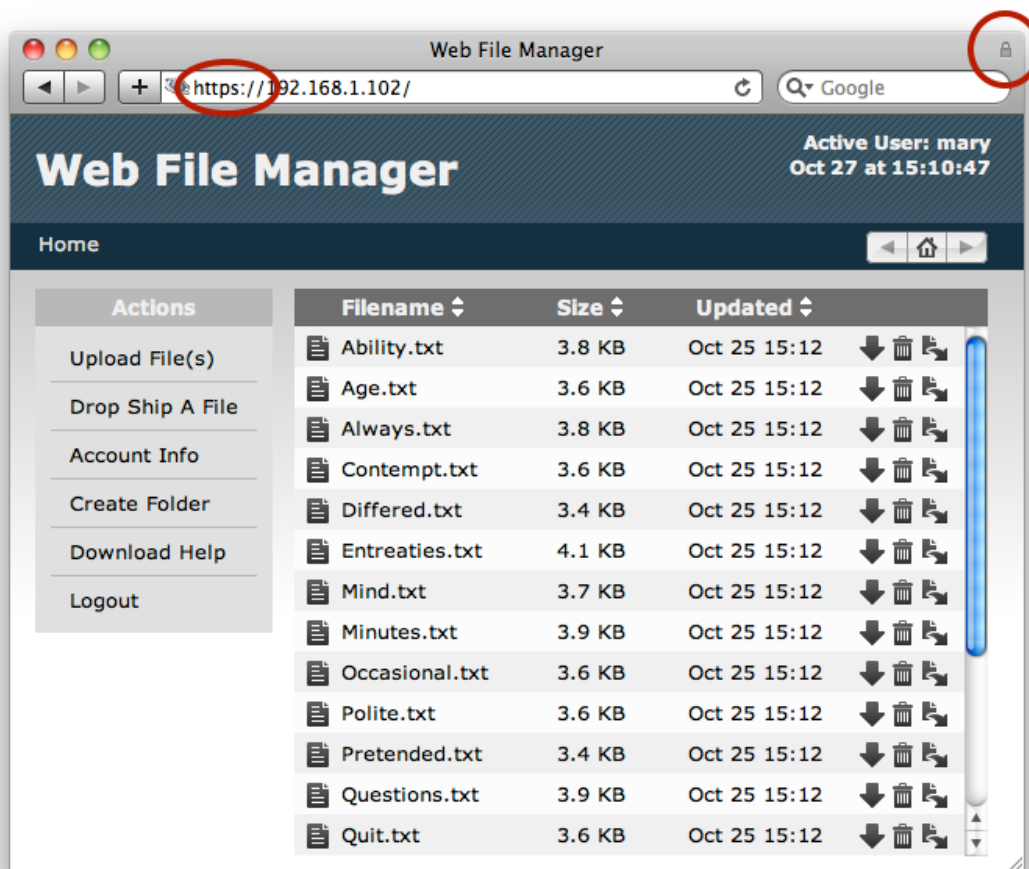 Web File Manager
https://192.168.1.102/
Google
Web File Manager
Active User: mary
Oct 27 at 15:10:47
Home
Actions
Upload File(s)
Drop Ship A File
Account Info
Create Folder
Download Help
Logout
Filename Size Updated
Ability.txt 3.8 KB Oct 25 15:12
Age.txt 3.6 KB Oct 25 15:12
Always.txt 3.8 KB Oct 25 15:12
Contempt.txt 3.6 KB Oct 25 15:12
Differed.txt 3.4 KB Oct 25 15:12
Entreaties.txt 4.1 KB Oct 25 15:12
Mind.txt 3.7 KB Oct 25 15:12
Minutes.txt 3.9 KB Oct 25 15:12
Occasional.txt 3.6 KB Oct 25 15:12
Polite.txt 3.6 KB Oct 25 15:12
Pretended.txt 3.4 KB Oct 25 15:12
Questions.txt 3.9 KB Oct 25 15:12
Quit.txt 3.6 KB Oct 25 15:12